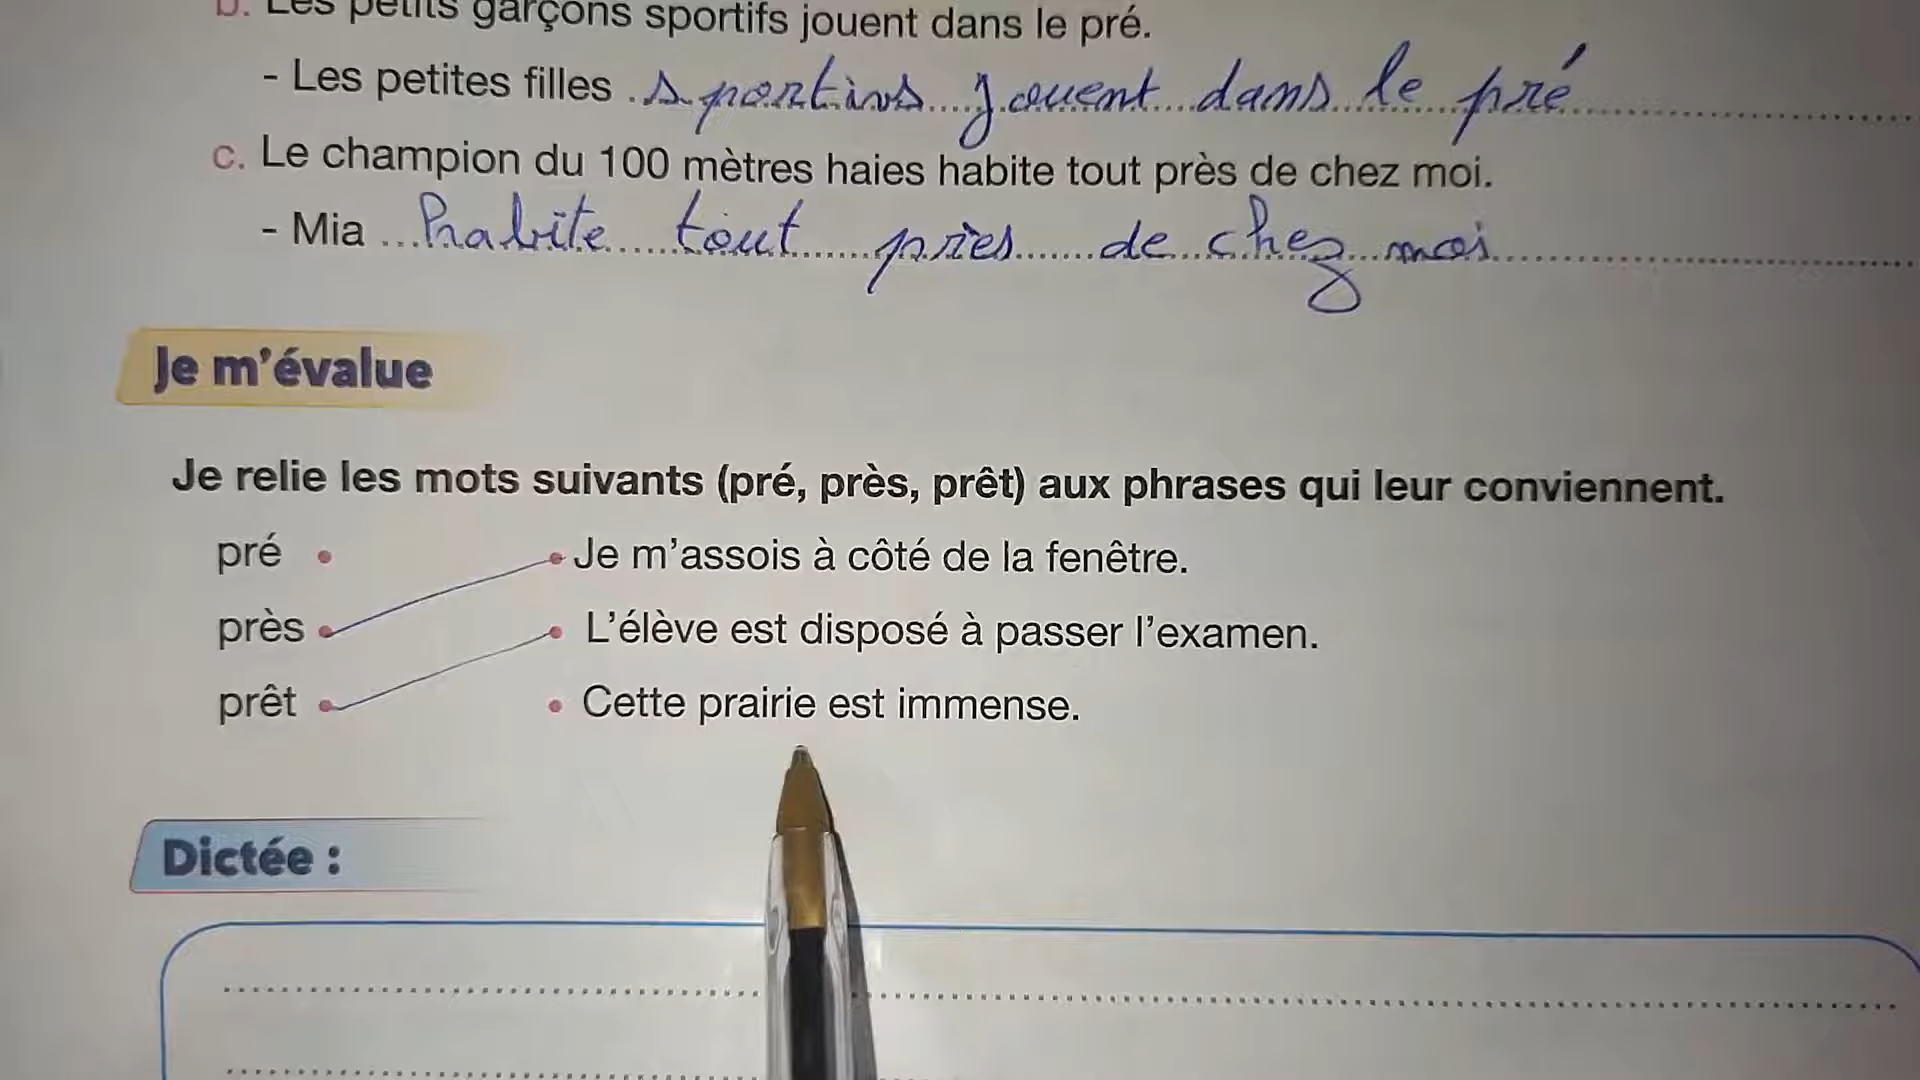 b. Les petits garçons sportifs jouent dans le pré.
- Les petites filles sportivs jouent dans le pré
c. Le champion du 100 mètres haies habite tout près de chez moi.
- Mia habite tout près de chez moi
Je m'évalue
Je relie les mots suivants (pré, près, prêt) aux phrases qui leur conviennent.
pré • • Je m'assois à côté de la fenêtre.
près • • L'élève est disposé à passer l'examen.
prêt • • Cette prairie est immense.
Dictée :